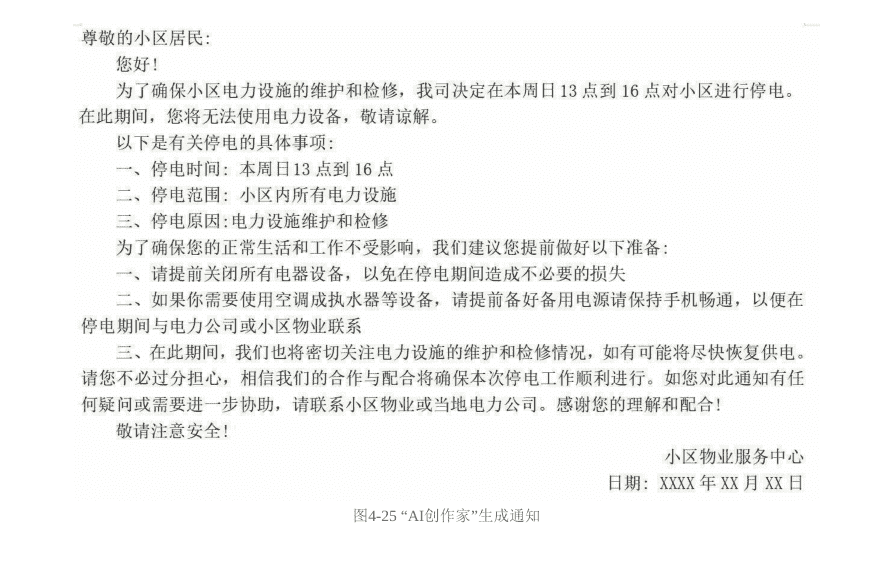 尊敬的小区居民:
您好!
为了确保小区电力设施的维护和检修，我司决定在本周日 13 点到 16 点对小区进行停电。
在此期间，您将无法使用电力设备，敬请谅解。
以下是有关停电的具体事项:
一、停电时间: 本周日13 点到 16 点
二、停电范围: 小区内所有电力设施
三、停电原因:电力设施维护和检修
为了确保您的正常生活和工作不受影响，我们建议您提前做好以下准备:
一、请提前关闭所有电器设备，以免在停电期间造成不必要的损失
二、如果你需要使用空调成执水器等设备，请提前备好备用电源请保持手机畅通，以便在
停电期间与电力公司或小区物业联系
三、在此期间，我们也将密切关注电力设施的维护和检修情况，如有可能将尽快恢复供电。
请您不必过分担心，相信我们的合作与配合将确保本次停电工作顺利进行。如您对此通知有任
何疑问或需要进一步协助，请联系小区物业或当地电力公司。感谢您的理解和配合!
敬请注意安全!
小区物业服务中心
日期: XXXX 年 XX 月 XX 日
图4-25 “AI创作家”生成通知